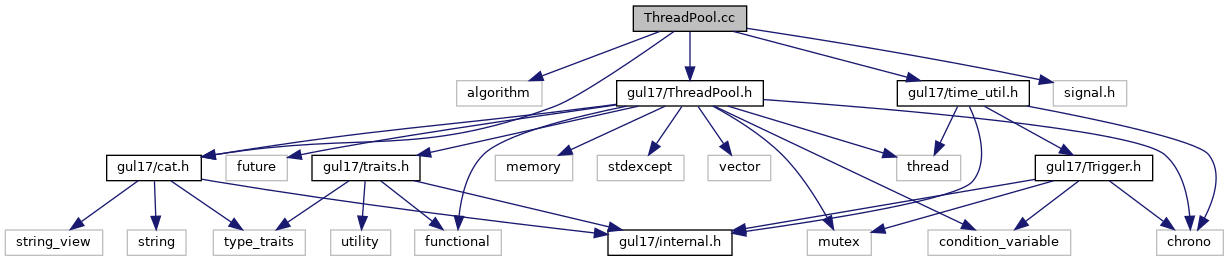 ThreadPool.cc
algorithm
gul17/ThreadPool.h
gul17/time_util.h
signal.h
gul17/cat.h
future
gul17/traits.h
memory
stdexcept
vector
thread
gul17/Trigger.h
string_view
string
type_traits
utility
functional
gul17/internal.h
mutex
condition_variable
chrono